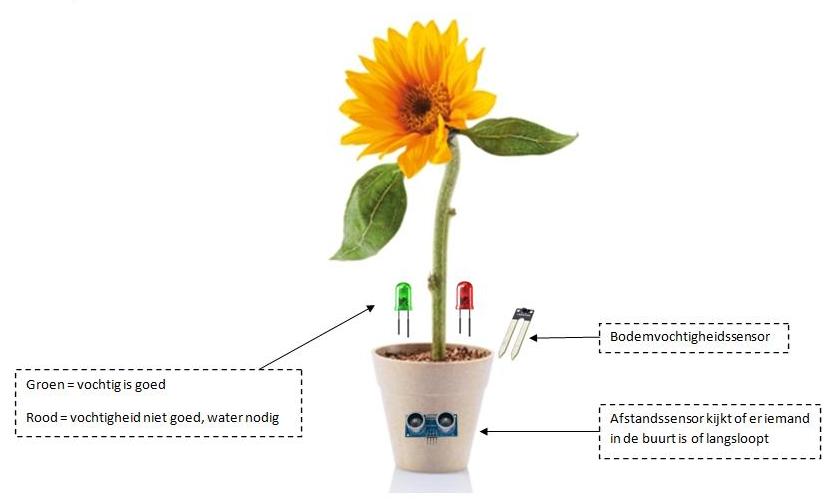 Bodemvochtigheidssensor
Groen = vochtig is goed
Rood = vochtigheid niet goed, water nodig
Afstandssensor kijkt of er iemand
in de buurt is of langsloopt